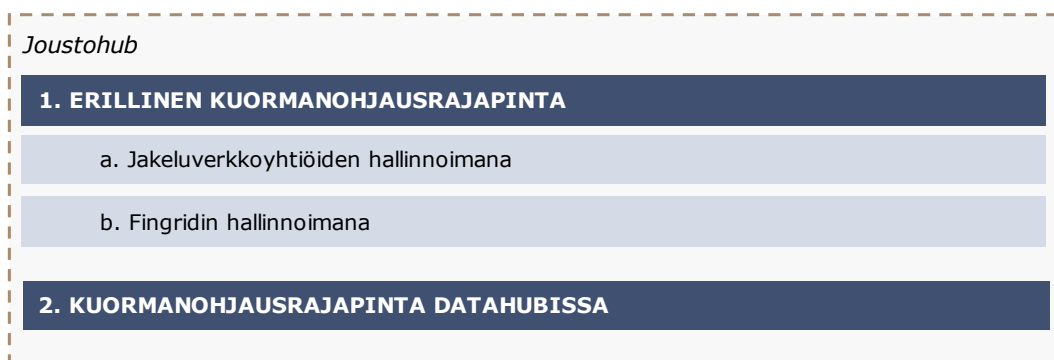 Joustohub
1. ERILLINEN KUORMANOHJAUSRAJAPINTA
a. Jakeluverkkoyhtiöiden hallinnoimana
b. Fingridin hallinnoimana
2. KUORMANOHJAUSRAJAPINTA DATAHUBISSA